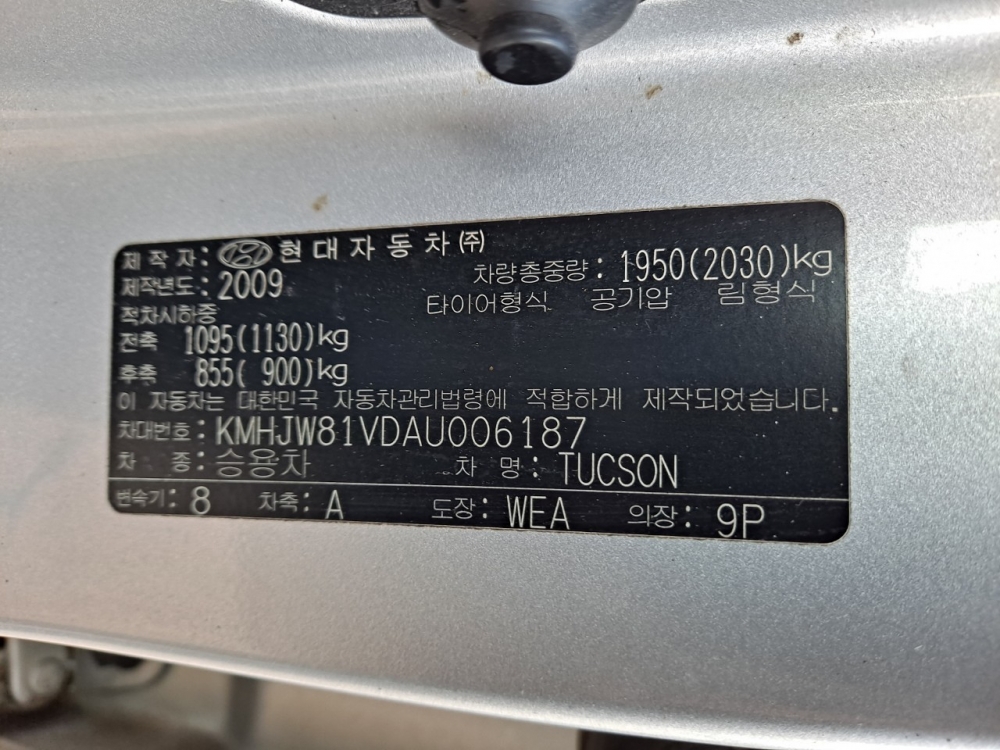 제 작 자 : 현 대 자 동 차 ㈜
제작년도 : 2009 차량총중량 : 1950(2030)kg
타이어형식 공기압 림형식
적차시하중
전축 1095(1130)kg
후축 855( 900)kg
이 자동차는 대한민국 자동차관리법령에 적합하게 제작되었습니다.
차대번호 : KMHJW81VDAU006187
차 종 : 승용차 차 명 : TUCSON
변속기 : 8 차축 : A 도장 : WEA 의장 : 9P